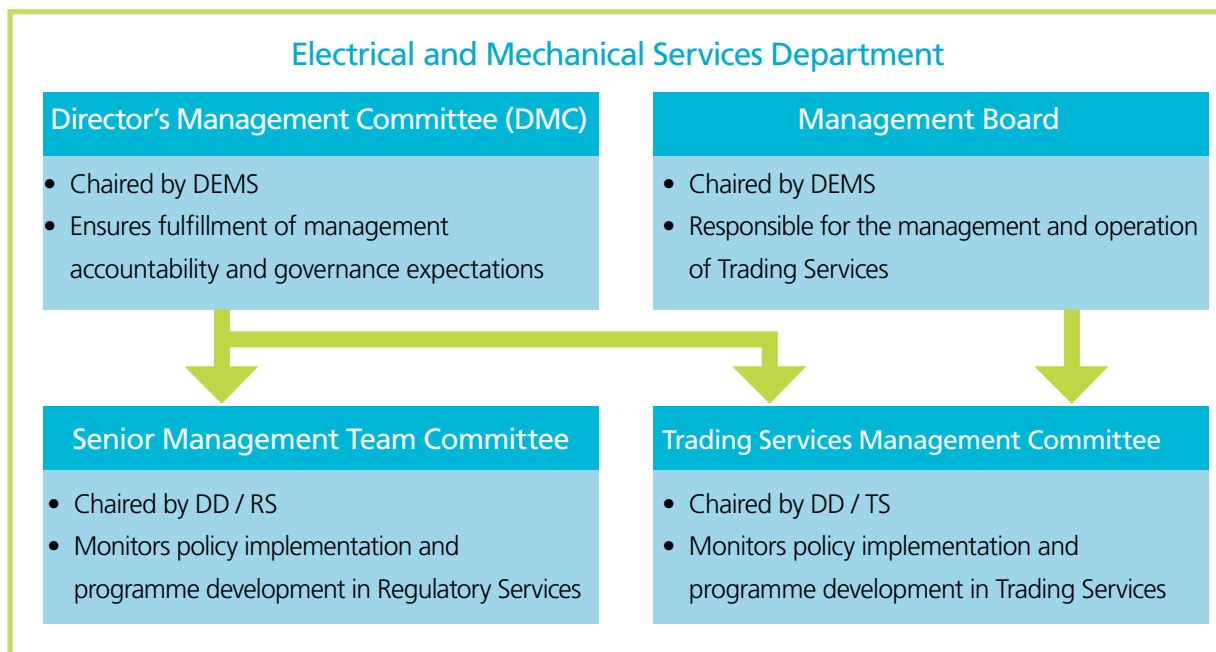 Electrical and Mechanical Services Department
Director’s Management Committee (DMC)
• Chaired by DEMS
• Ensures fulfillment of management
accountability and governance expectations
Management Board
• Chaired by DEMS
• Responsible for the management and operation
of Trading Services
Senior Management Team Committee
• Chaired by DD / RS
• Monitors policy implementation and
programme development in Regulatory Services
Trading Services Management Committee
• Chaired by DD / TS
• Monitors policy implementation and
programme development in Trading Services